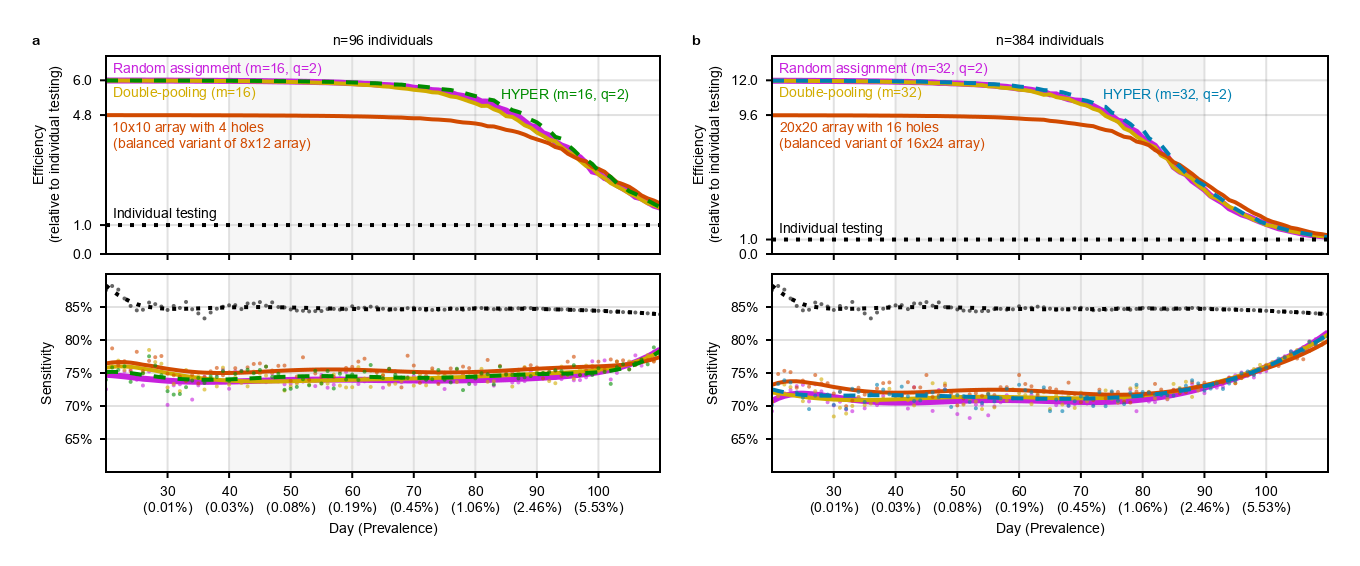 a
n=96 individuals
Efficiency
(relative to individual testing)
6.0
4.8
1.0
0.0
Random assignment (m=16, q=2)
Double-pooling (m=16)
HYPER (m=16, q=2)
10x10 array with 4 holes
(balanced variant of 8x12 array)
Individual testing
Sensitivity
85%
80%
75%
70%
65%
30 40 50 60 70 80 90 100
(0.01%) (0.03%) (0.08%) (0.19%) (0.45%) (1.06%) (2.46%) (5.53%)
Day (Prevalence)
b
n=384 individuals
Efficiency
(relative to individual testing)
12.0
9.6
1.0
0.0
Random assignment (m=32, q=2)
Double-pooling (m=32)
HYPER (m=32, q=2)
20x20 array with 16 holes
(balanced variant of 16x24 array)
Individual testing
Sensitivity
85%
80%
75%
70%
65%
30 40 50 60 70 80 90 100
(0.01%) (0.03%) (0.08%) (0.19%) (0.45%) (1.06%) (2.46%) (5.53%)
Day (Prevalence)